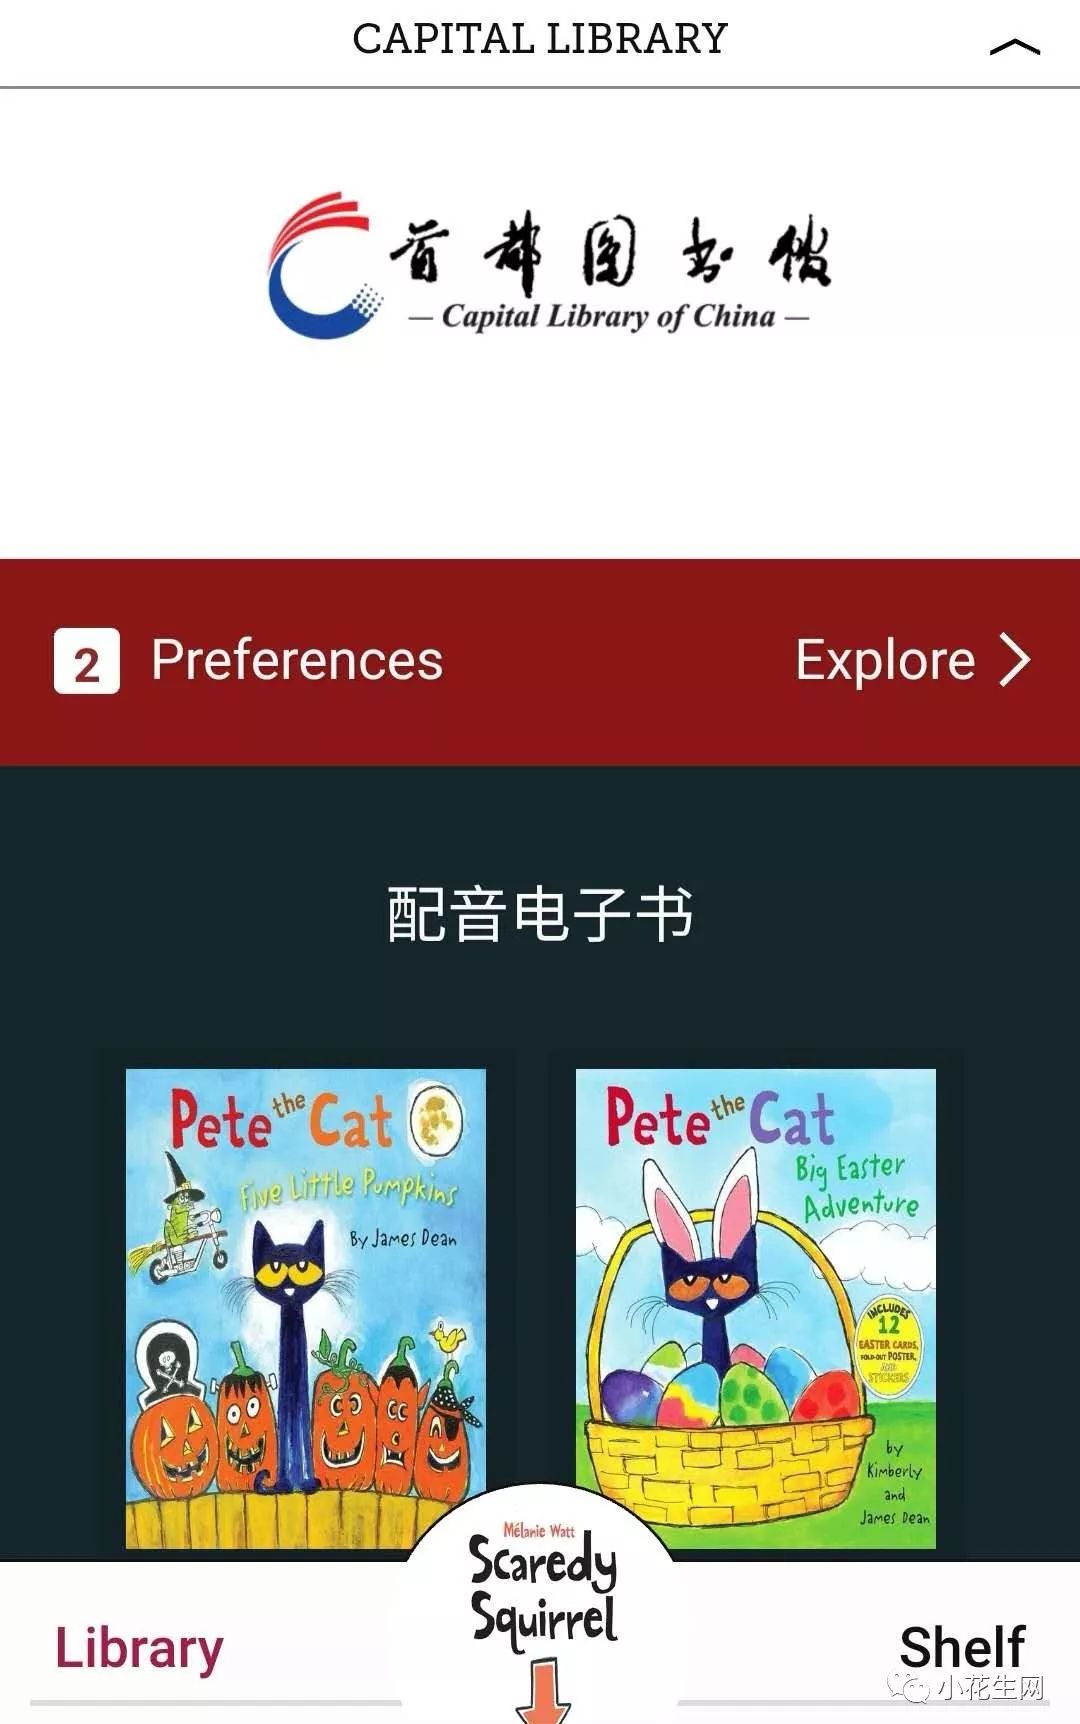 CAPITAL LIBRARY
首都图书馆
— Capital Library of China —
2 Preferences
Explore
配音电子书
Pete the Cat
Five Little Pumpkins
By James Dean
Pete the Cat
Big Easter
Adventure
INCLUDES
12
EASTER CARDS,
FOLD-OUT POSTER,
AND
STICKERS
by
Kimberly
and
James Dean
Mélanie Watt
Scaredy
Squirrel
Library
Shelf
小花生网